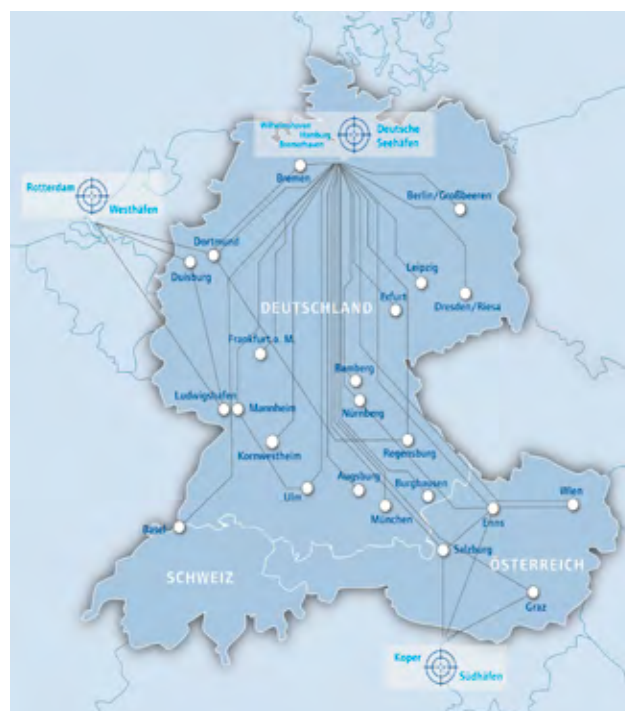 Wilhelmshaven
Hamburg
Bremerhaven
Deutsche
Seehäfen
Bremen
Rotterdam
Westhäfen
Berlin/Großbeeren
Dortmund
Duisburg
Leipzig
Erfurt
Dresden/Riesa
DEUTSCHLAND
Frankfurt a. M.
Bamberg
Ludwigshafen
Mannheim
Nürnberg
Kornwestheim
Regensburg
Augsburg
Burghausen
Ulm
München
Wien
Enns
Basel
Salzburg
ÖSTERREICH
SCHWEIZ
Graz
Koper
Südhäfen